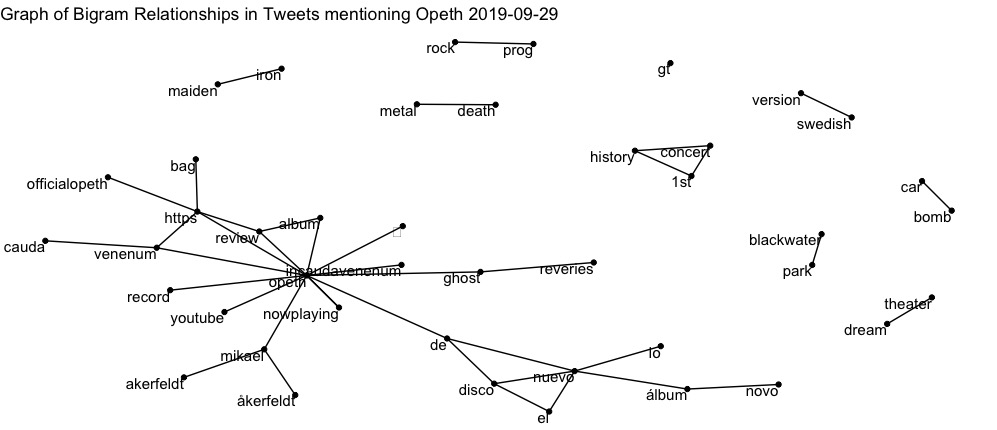 Graph of Bigram Relationships in Tweets mentioning Opeth 2019-09-29
rock
prog
iron
maiden
gt
metal
death
version
swedish
history
concert
1st
bag
officialopeth
https
review
album
car
bomb
cauda
venenum
blackwater
park
incaudavenenum
opeth
ghost
reveries
record
youtube
nowplaying
theater
dream
de
mikael
lo
akerfeldt
disco
nuevo
åkerfeldt
álbum
novo
el